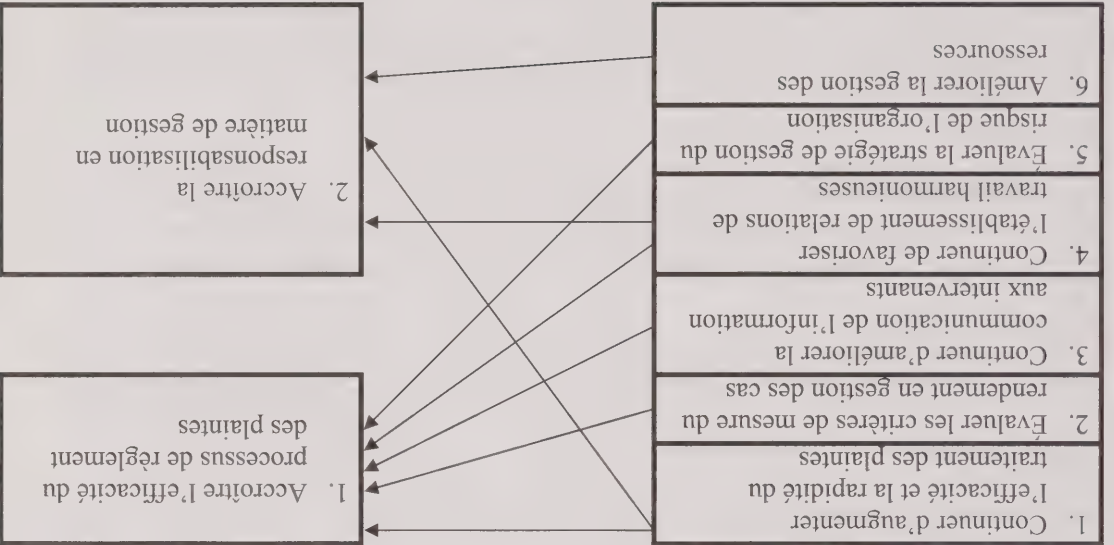 1. Continuer d'augmenter
l'efficacité et la rapidité du
traitement des plaintes
2. Évaluer les critères de mesure du
rendement en gestion des cas
3. Continuer d'améliorer la
communication de l'information
aux intervenants
4. Continuer de favoriser
l'établissement de relations de
travail harmonieuses
5. Évaluer la stratégie de gestion du
risque de l'organisation
6. Améliorer la gestion des
ressources
1. Accroître l'efficacité du
processus de règlement
des plaintes
2. Accroître la
responsabilisation en
matière de gestion